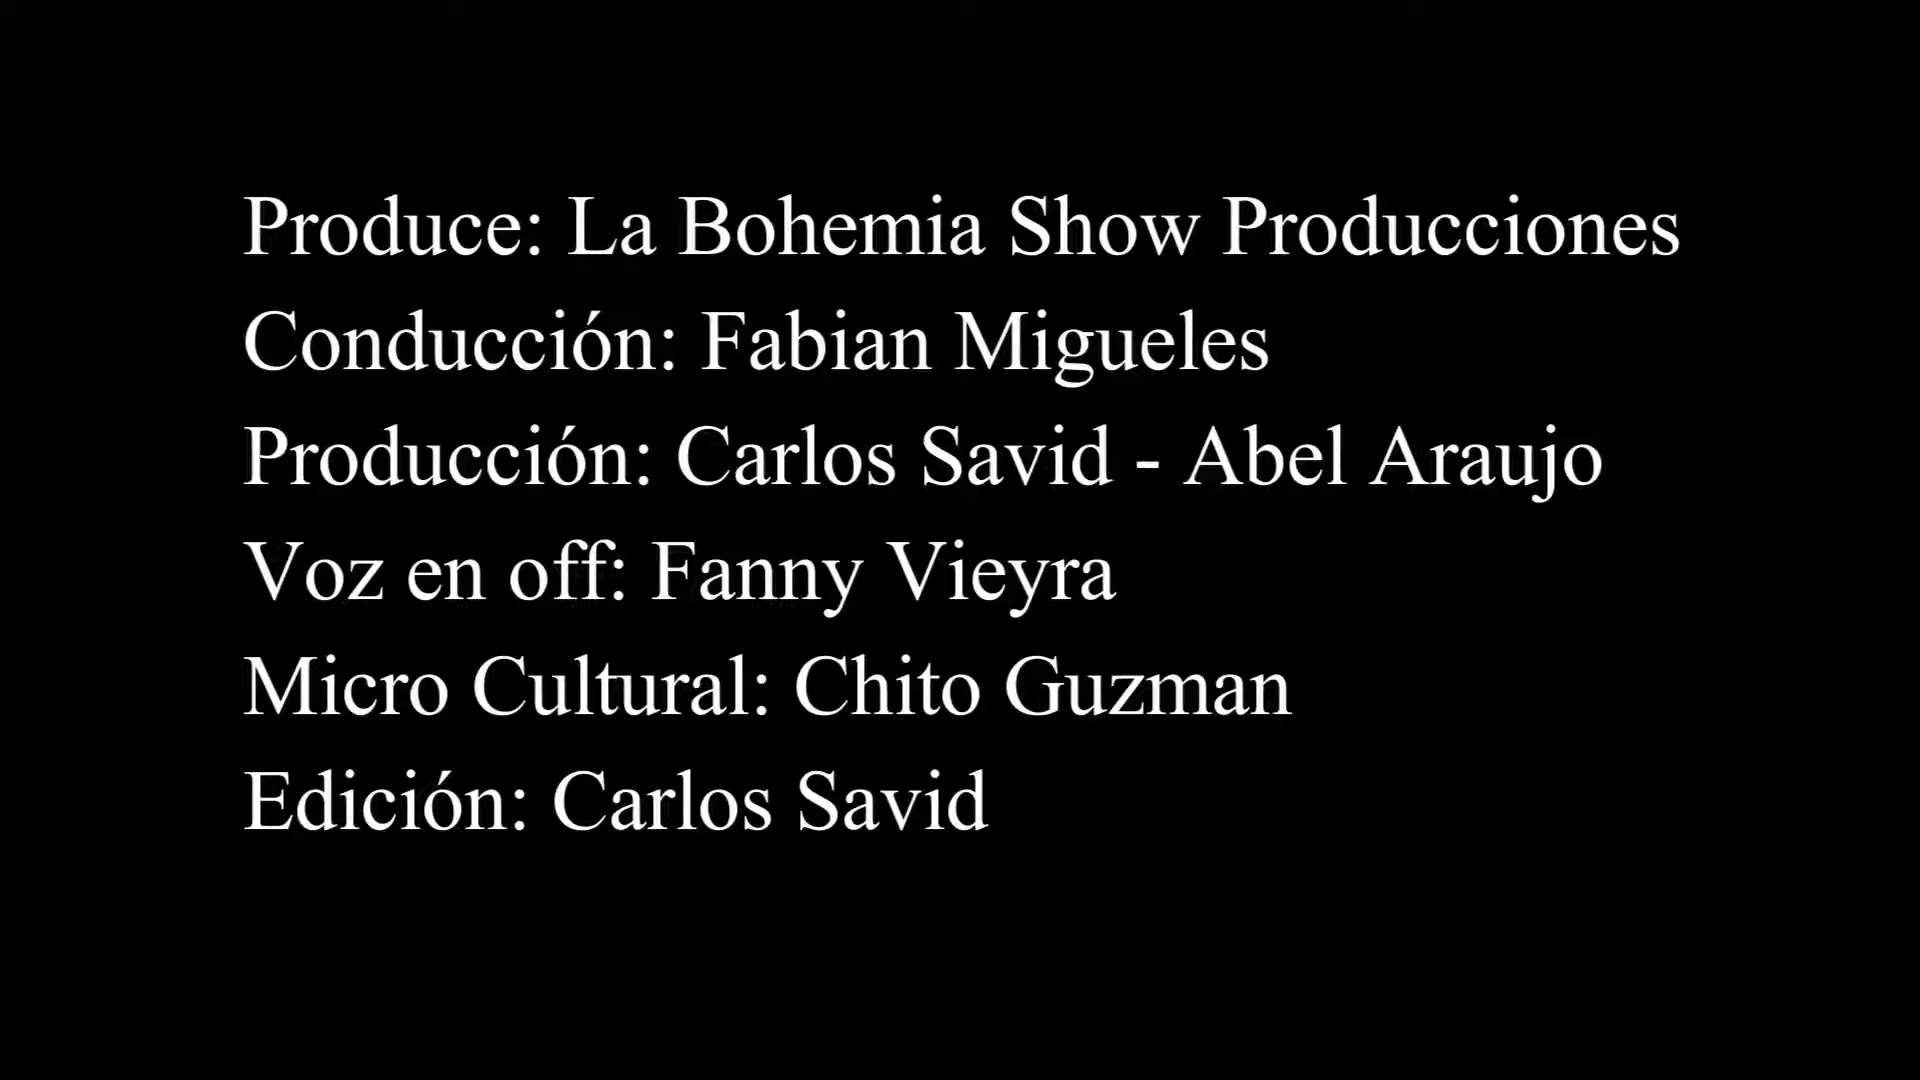 Produce: La Bohemia Show Producciones
Conducción: Fabian Migueles
Producción: Carlos Savid - Abel Araujo
Voz en off: Fanny Vieyra
Micro Cultural: Chito Guzman
Edición: Carlos Savid